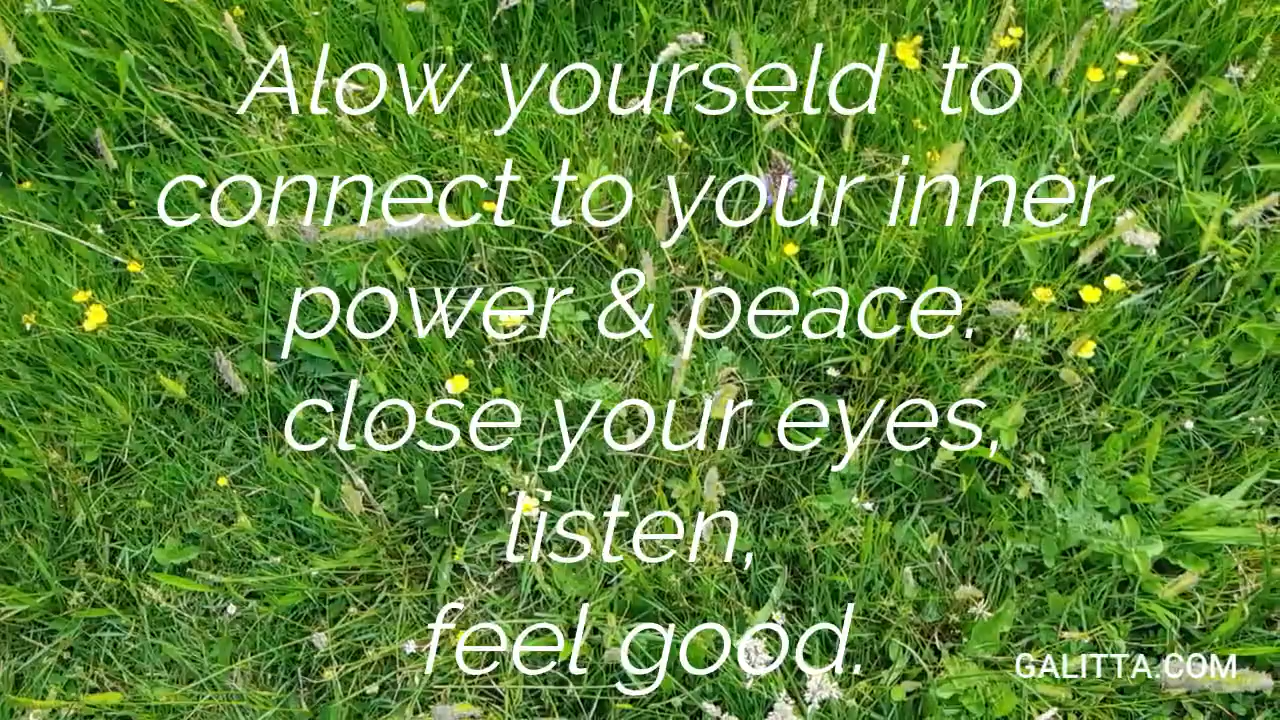 Alow yourseld to
connect to your inner
power & peace.
close your eyes,
listen,
feel good.
GALITTA.COM